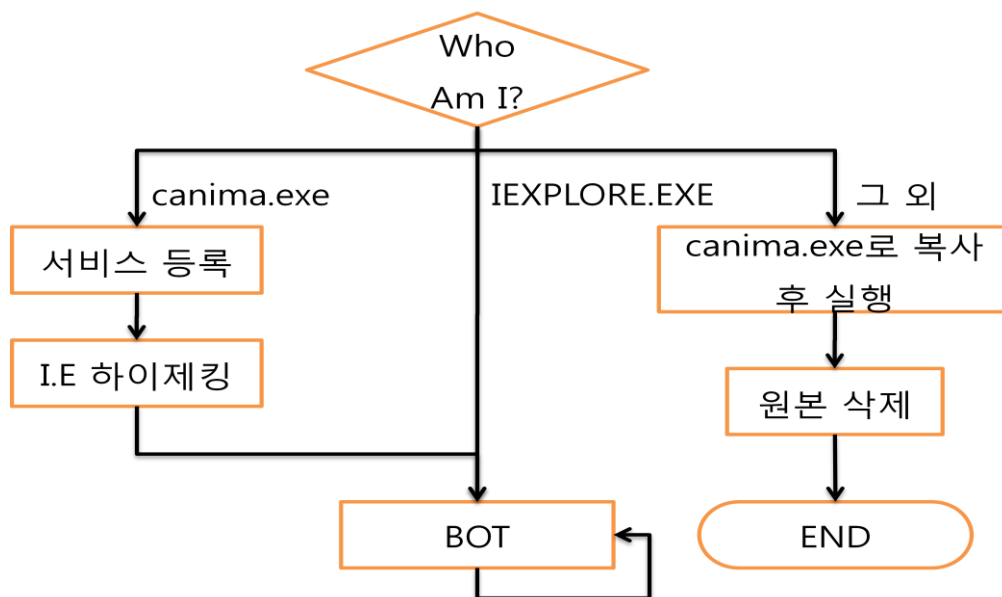 Who
Am I?
canima.exe
IEXPLORE.EXE
그 외
서비스 등록
canima.exe로 복사
후 실행
I.E 하이제킹
원본 삭제
BOT
END